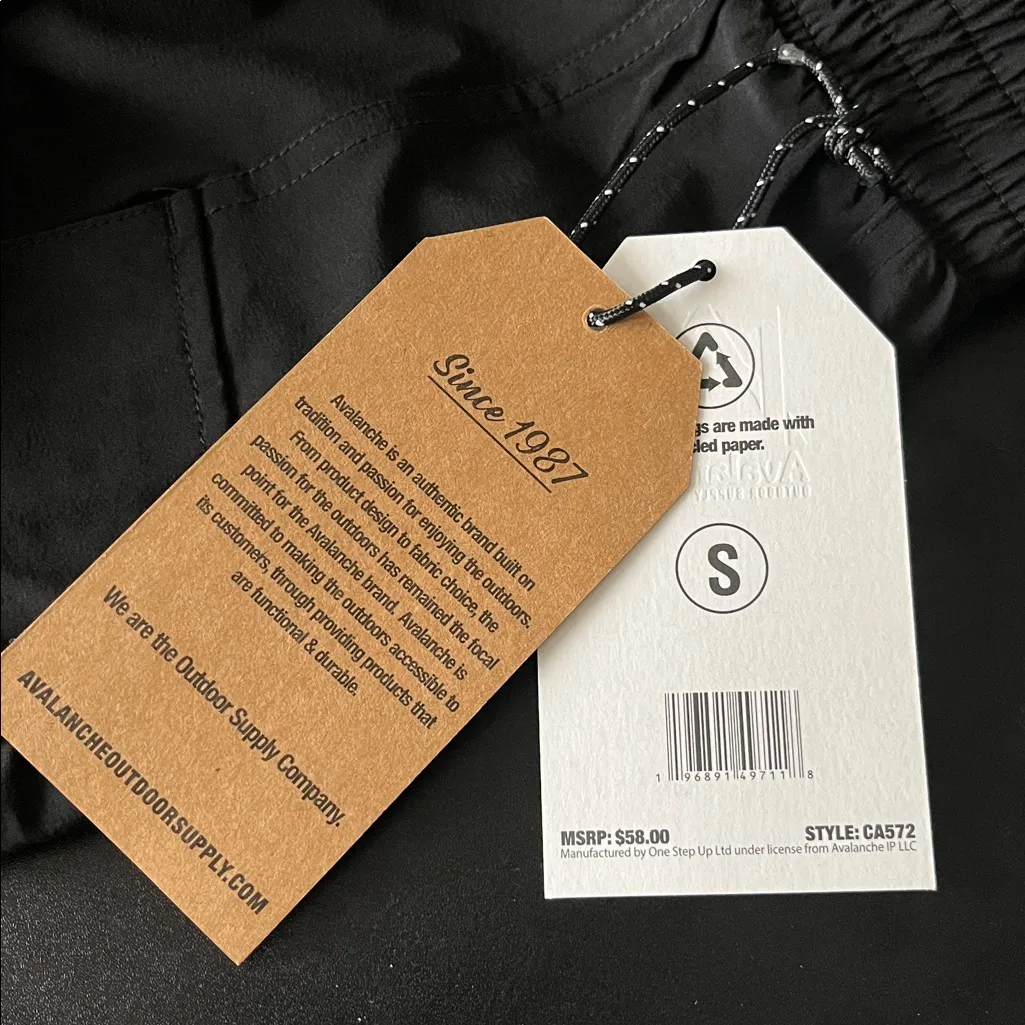 Since 1987
Avalanche is an authentic brand built on
tradition and passion for enjoying the outdoors.
From product design to fabric choice, the
passion for the outdoors has remained the focal
point for the Avalanche brand. Avalanche is
committed to making the outdoors accessible to
its customers, through providing products that
are functional & durable.
We are the Outdoor Supply Company.
AVALANCHEOUTDOORSUPPLY.COM
gs are made with
cled paper.
S
1 96891 49711 8
MSRP: $58.00
STYLE: CA572
Manufactured by One Step Up Ltd under license from Avalanche IP LLC